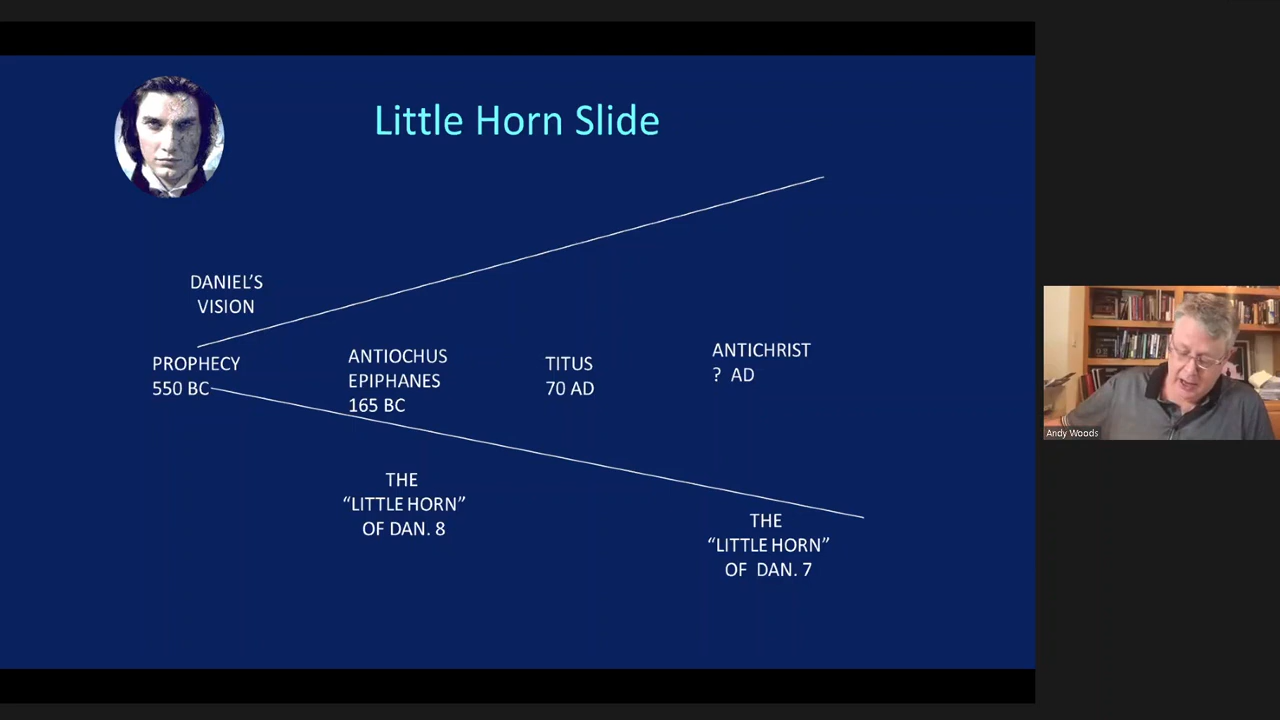 Little Horn Slide
DANIEL'S
VISION
PROPHECY
550 BC
ANTIOCHUS
EPIPHANES
165 BC
TITUS
70 AD
ANTICHRIST
? AD
THE
“LITTLE HORN”
OF DAN. 8
THE
“LITTLE HORN”
OF DAN. 7
Andy Woods